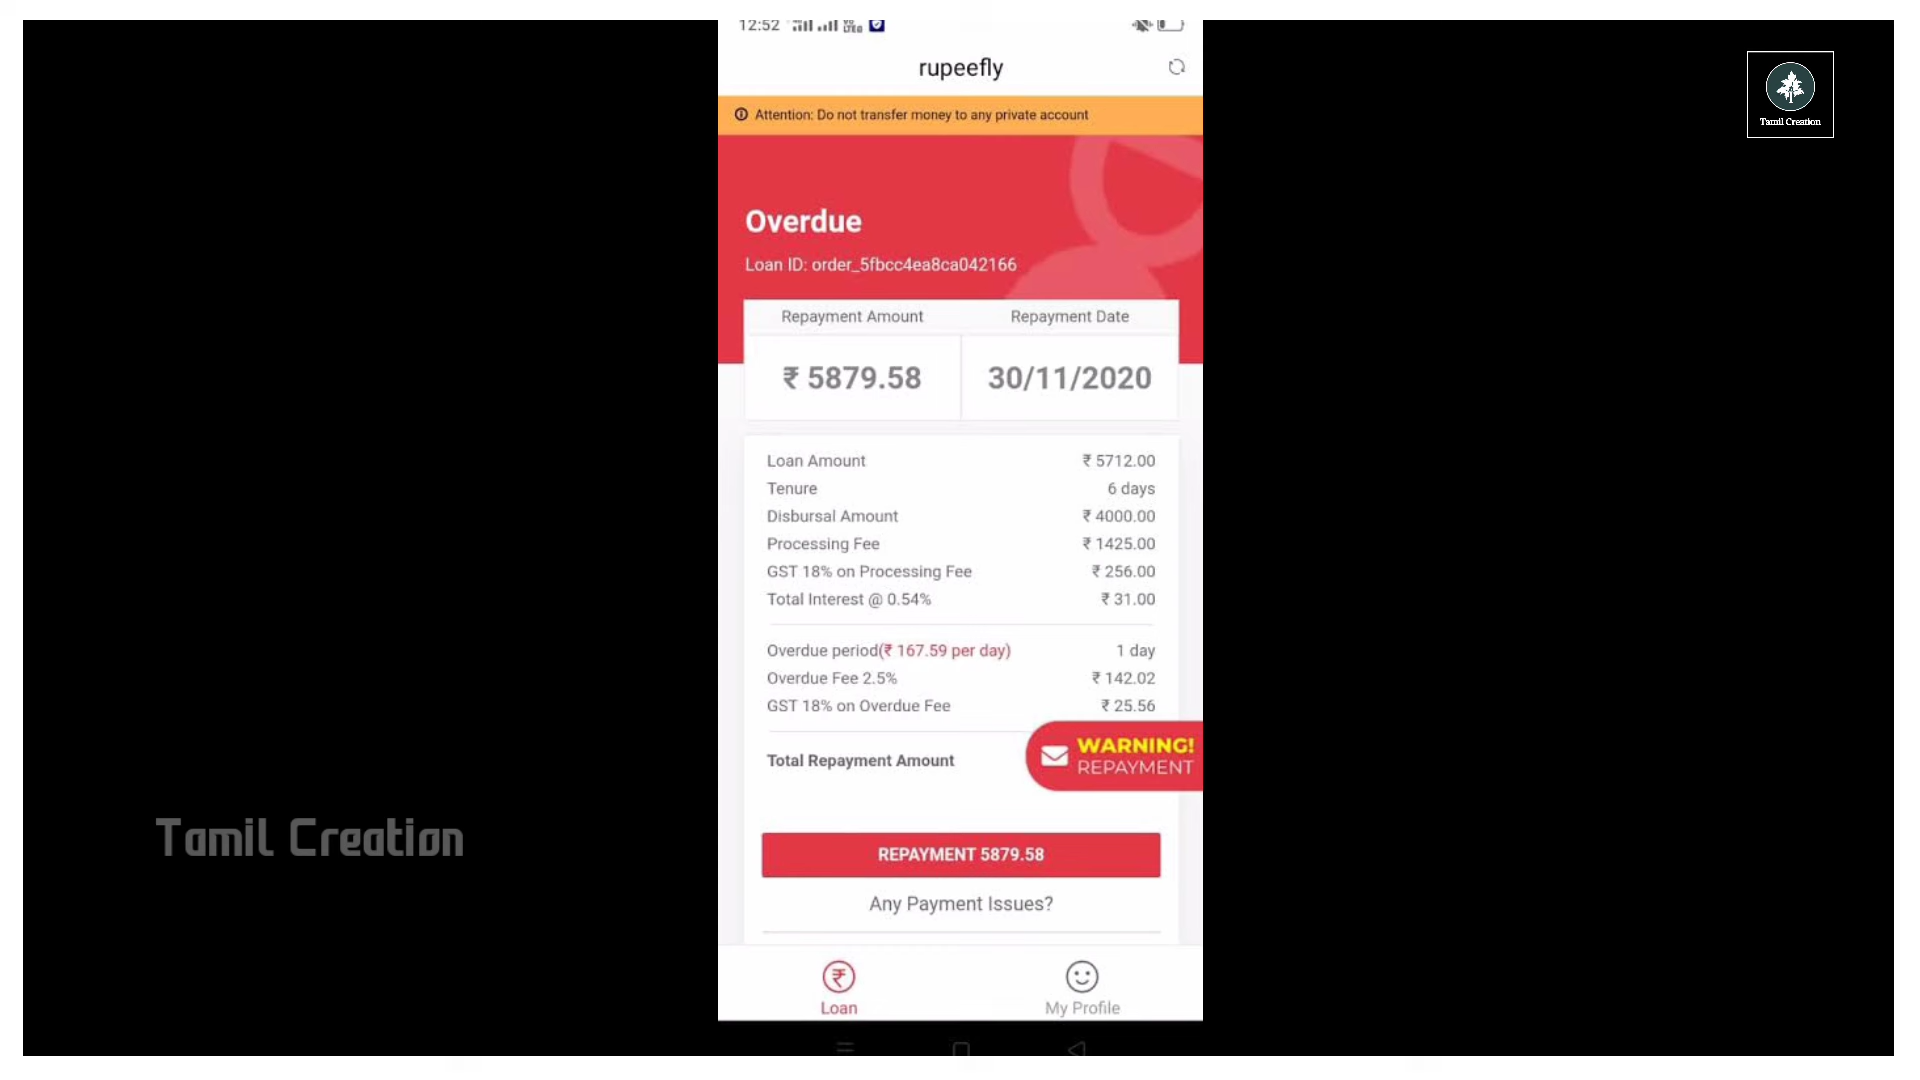 12:52
rupeefly
Attention: Do not transfer money to any private account
Tamil Creation
Overdue
Loan ID: order_5fbcc4ea8ca042166
Repayment Amount Repayment Date
₹ 5879.58 30/11/2020
Loan Amount ₹ 5712.00
Tenure 6 days
Disbursal Amount ₹ 4000.00
Processing Fee ₹ 1425.00
GST 18% on Processing Fee ₹ 256.00
Total Interest @ 0.54% ₹ 31.00
Overdue period(₹ 167.59 per day) 1 day
Overdue Fee 2.5% ₹ 142.02
GST 18% on Overdue Fee ₹ 25.56
WARNING!
Total Repayment Amount REPAYMENT
Tamil Creation
REPAYMENT 5879.58
Any Payment Issues?
Loan My Profile